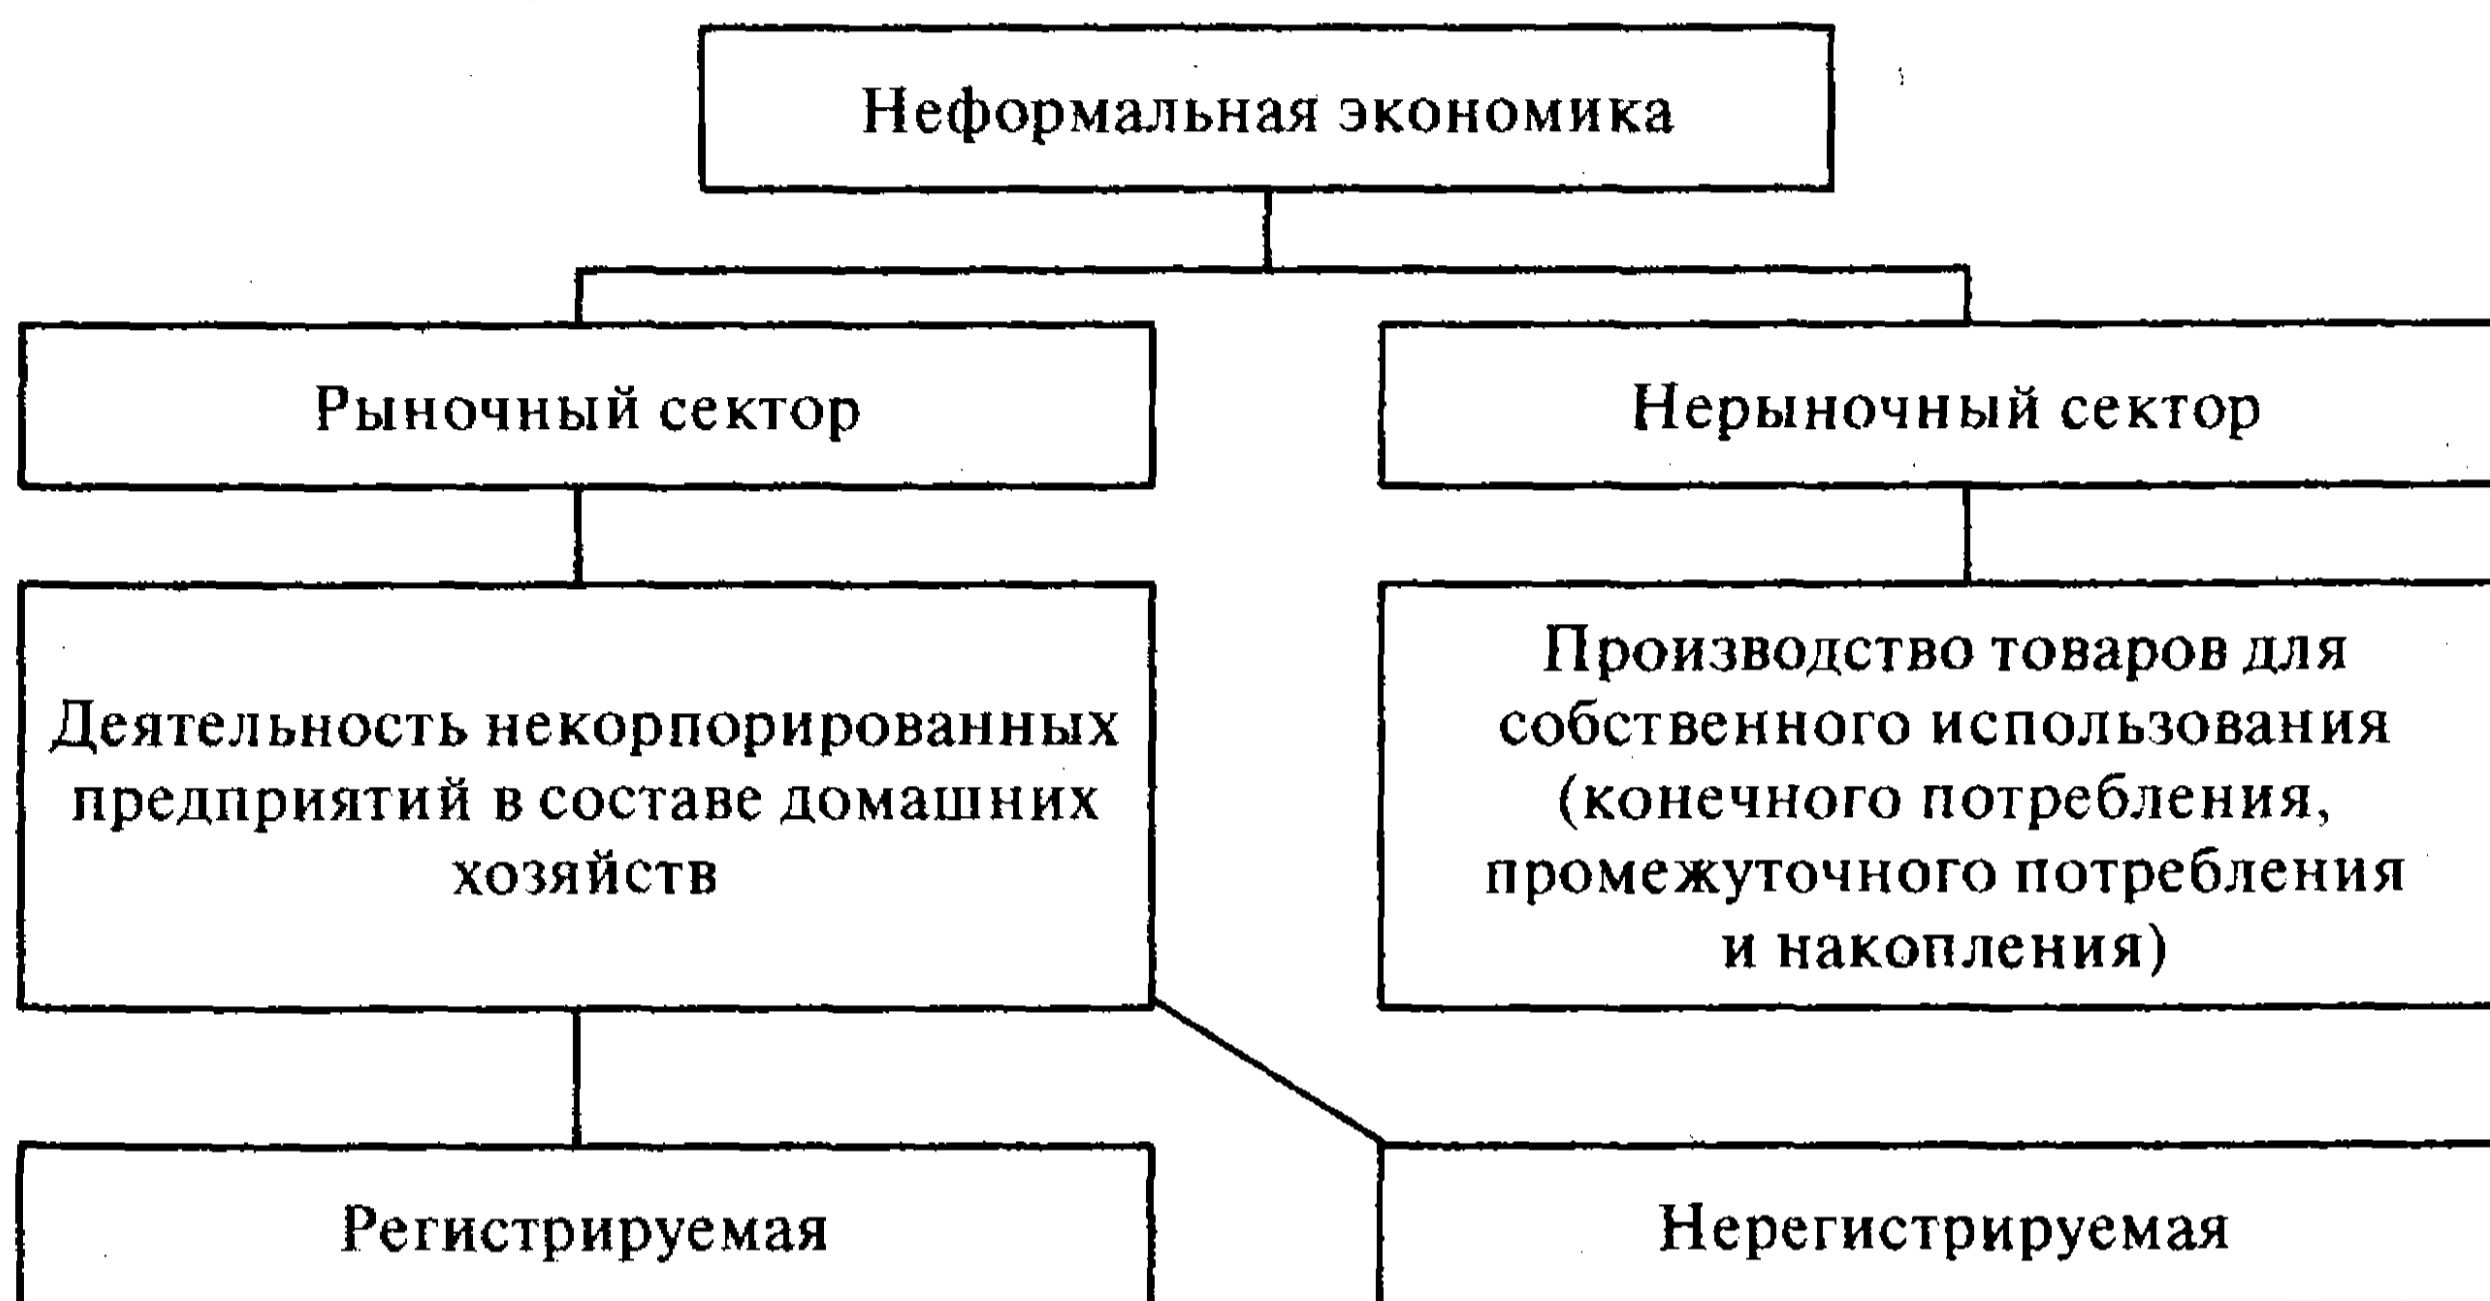 Неформальная экономика
Рыночный сектор
Нерыночный сектор
Деятельность некорпорированных
предприятий в составе домашних
хозяйств
Производство товаров для
собственного использования
(конечного потребления,
промежуточного потребления
и накопления)
Регистрируемая
Нерегистрируемая